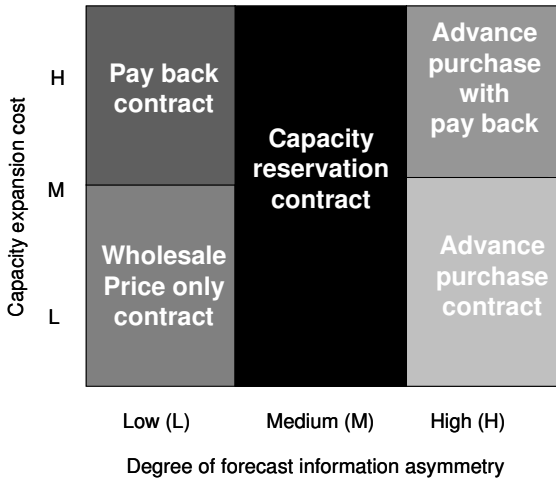 Capacity expansion cost
H
M
L
Pay back
contract
Wholesale
Price only
contract
Capacity
reservation
contract
Advance
purchase
with
pay back
Advance
purchase
contract
Low (L)
Medium (M)
High (H)
Degree of forecast information asymmetry